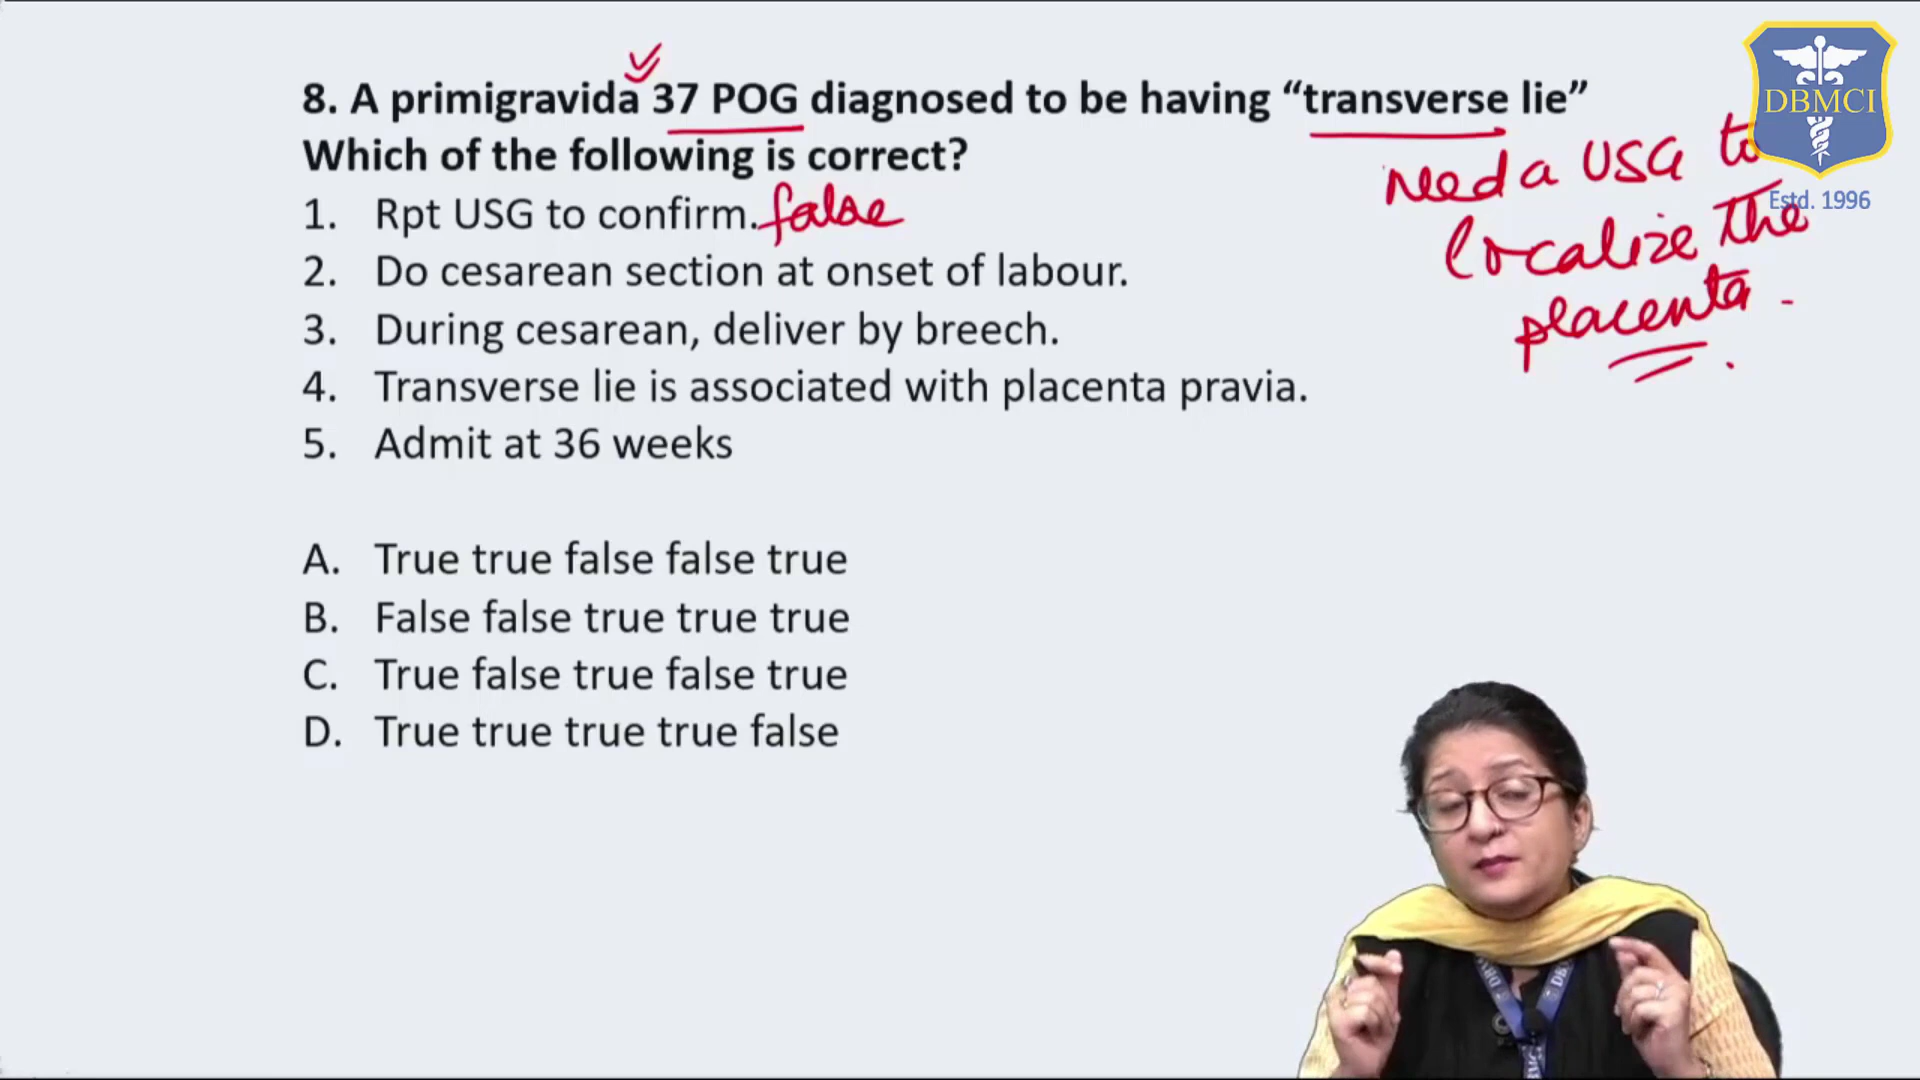 8. A primigravida 37 POG diagnosed to be having “transverse lie”
Which of the following is correct?
1. Rpt USG to confirm. false
2. Do cesarean section at onset of labour.
3. During cesarean, deliver by breech.
4. Transverse lie is associated with placenta pravia.
5. Admit at 36 weeks
A. True true false false true
B. False false true true true
C. True false true false true
D. True true true true false
Need a USG to
localize the
placenta.
DBMCI
Estd. 1996